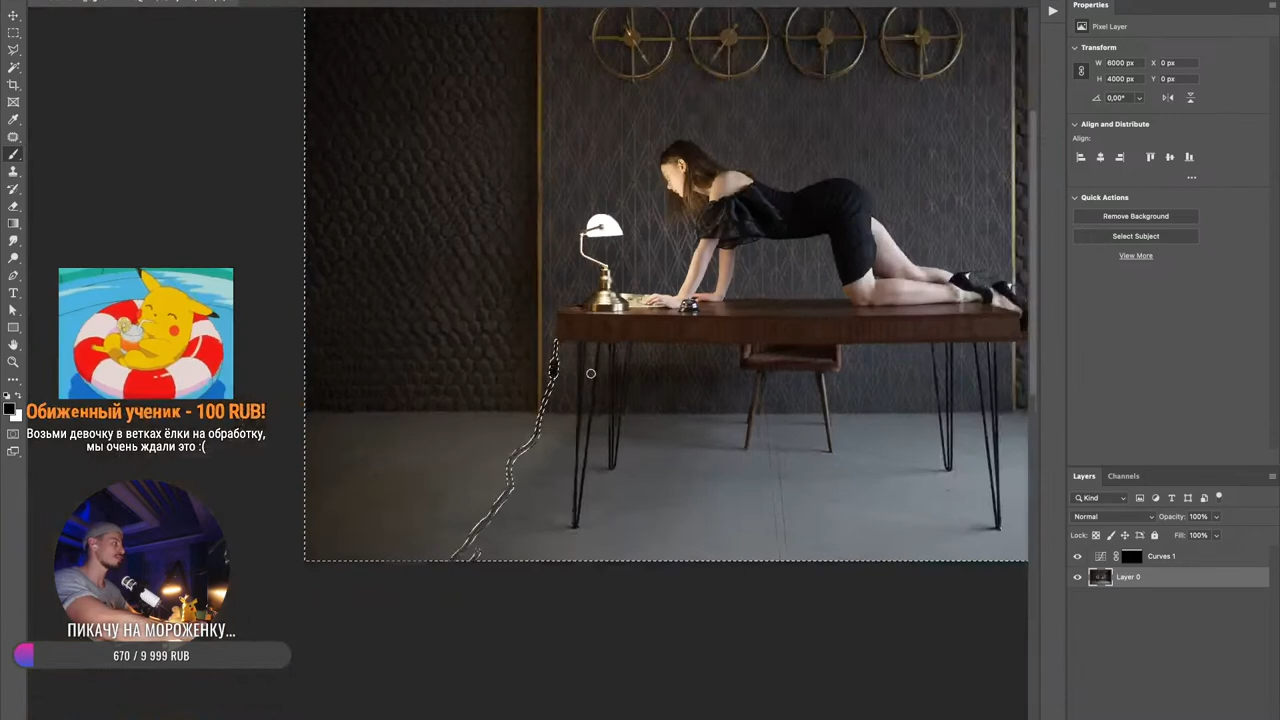 Properties
Pixel Layer
Transform
W 6000 px X 0 px
H 4000 px Y 0 px
0,00°
Align and Distribute
Align:
Quick Actions
Remove Background
Select Subject
View More
Обиженный ученик - 100 RUB!
Возьми девочку в ветках ёлки на обработку,
мы очень ждали это :(
ПИКАЧУ НА МОРОЖЕНКУ...
670 / 9 999 RUB
Layers Channels
Kind
Normal Opacity: 100%
Lock: Fill: 100%
Curves 1
Layer 0